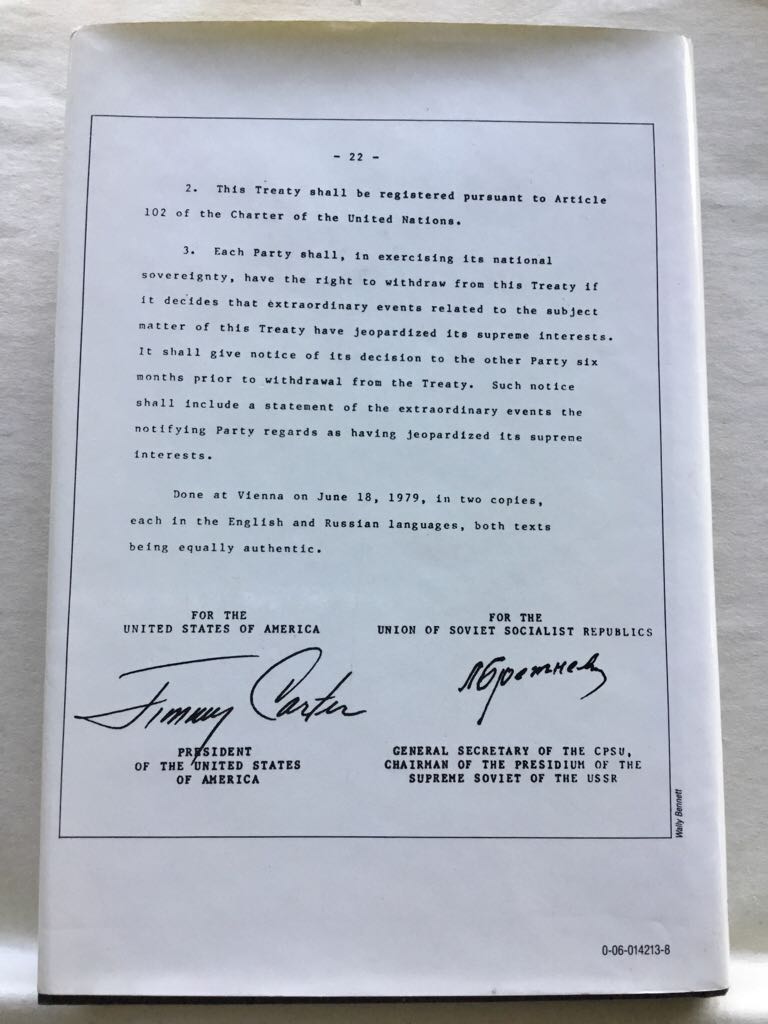 - 22 -
2. This Treaty shall be registered pursuant to Article
102 of the Charter of the United Nations.
3. Each Party shall, in exercising its national
sovereignty, have the right to withdraw from this Treaty if
it decides that extraordinary events related to the subject
matter of this Treaty have jeopardized its supreme interests.
It shall give notice of its decision to the other Party six
months prior to withdrawal from the Treaty. Such notice
shall include a statement of the extraordinary events the
notifying Party regards as having jeopardized its supreme
interests.
Done at Vienna on June 18, 1979, in two copies,
each in the English and Russian languages, both texts
being equally authentic.
FOR THE
UNITED STATES OF AMERICA
Jimmy Carter
PRESIDENT
OF THE UNITED STATES
OF AMERICA
FOR THE
UNION OF SOVIET SOCIALIST REPUBLICS
Л Брежнев
GENERAL SECRETARY OF THE CPSU,
CHAIRMAN OF THE PRESIDIUM OF THE
SUPREME SOVIET OF THE USSR
Wally Bennett
0-06-014213-8